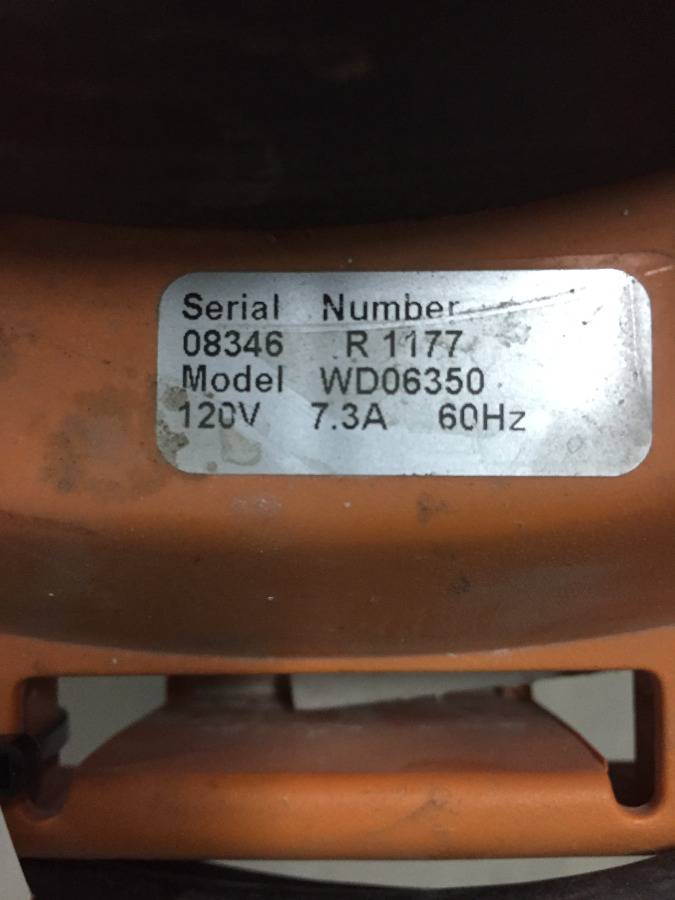 Serial Number
08346 R 1177
Model WD06350
120V 7.3A 60Hz